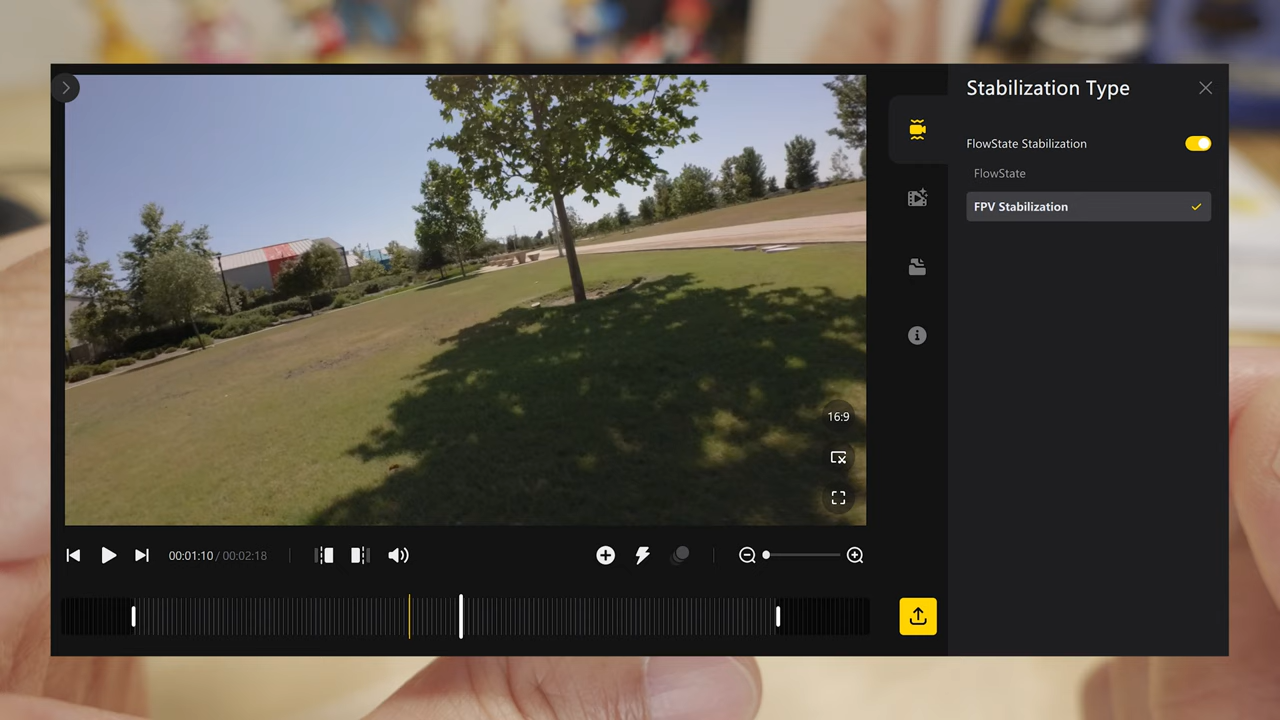 Stabilization Type
FlowState Stabilization
FlowState
FPV Stabilization
16:9
00:01:10 / 00:02:18